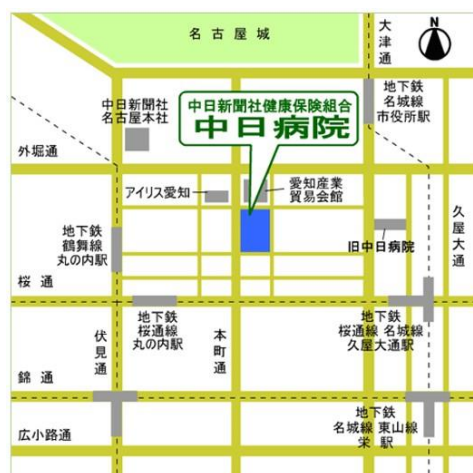 名古屋城
大津通
N
中日新聞社
名古屋本社
中日新聞社健康保険組合
中日病院
地下鉄
名城線
市役所駅
外堀通
アイリス愛知
愛知産業
貿易会館
久屋大通
地下鉄
鶴舞線
丸の内駅
旧中日病院
桜通
地下鉄
桜通線
丸の内駅
伏見通
本町通
地下鉄
桜通線 名城線
久屋大通駅
錦通
地下鉄
名城線 東山線
栄駅
広小路通